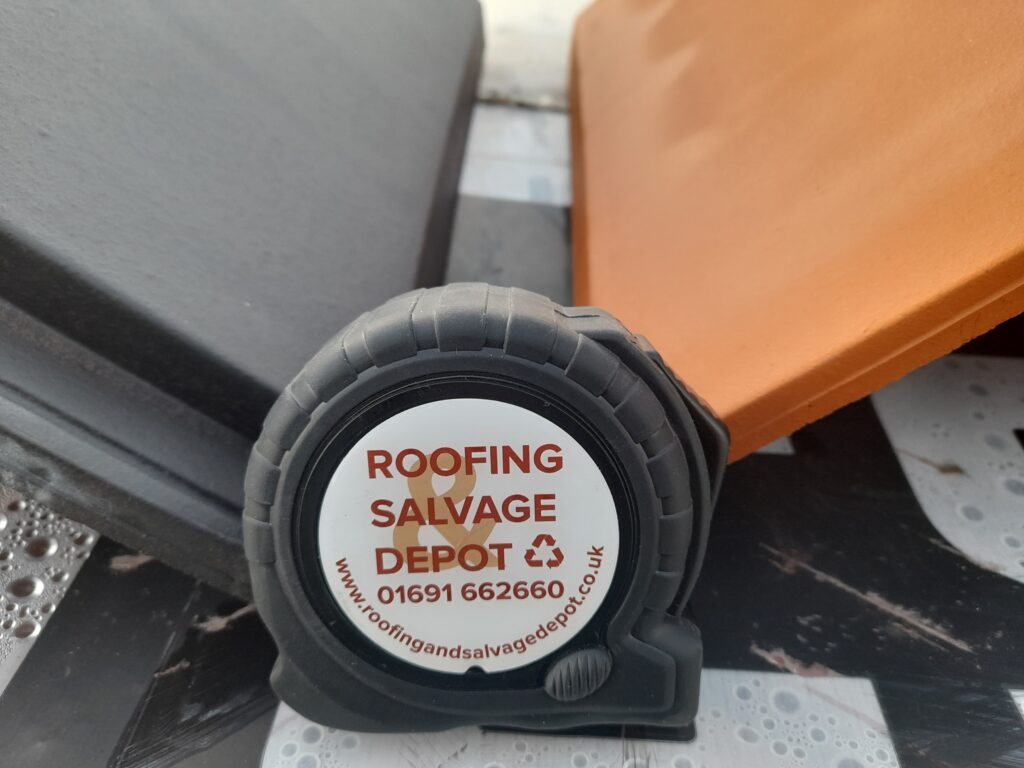 ROOFING
&
SALVAGE
DEPOT
01691 662660
www.roofingandsalvagedepot.co.uk